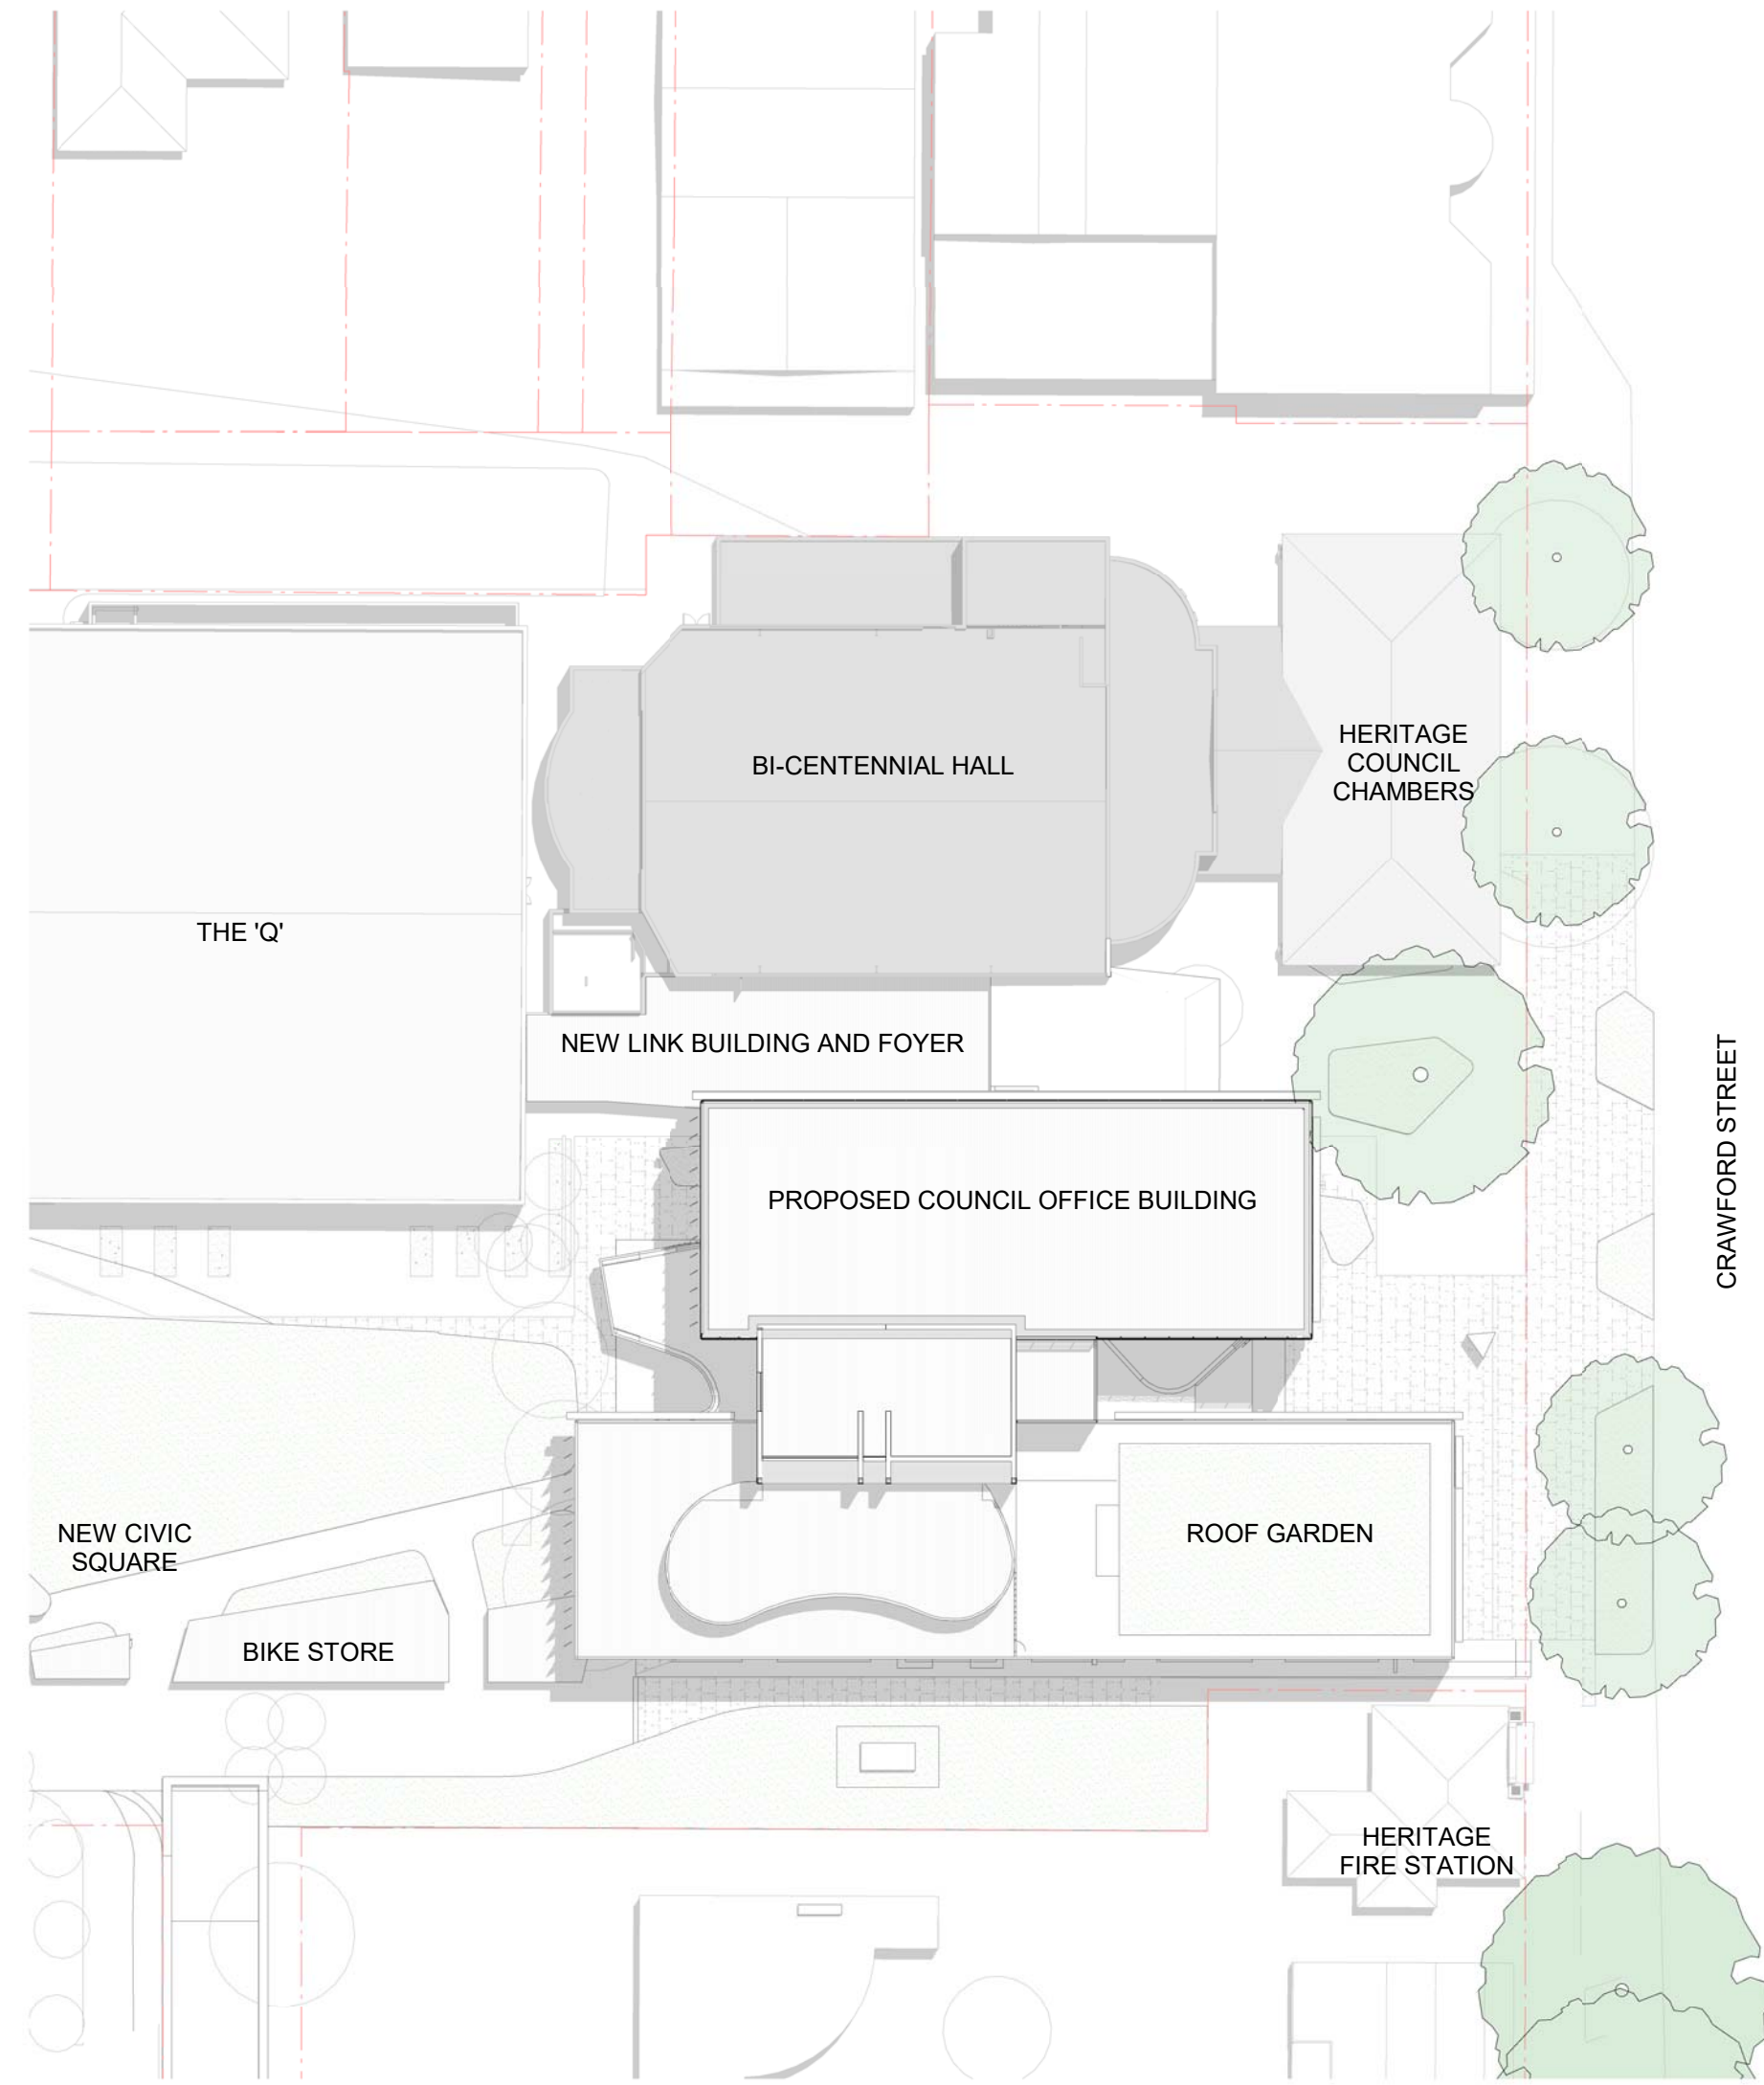 HERITAGE
COUNCIL
CHAMBERS
BI-CENTENNIAL HALL
THE 'Q'
NEW LINK BUILDING AND FOYER
CRAWFORD STREET
PROPOSED COUNCIL OFFICE BUILDING
NEW CIVIC
SQUARE
ROOF GARDEN
BIKE STORE
HERITAGE
FIRE STATION